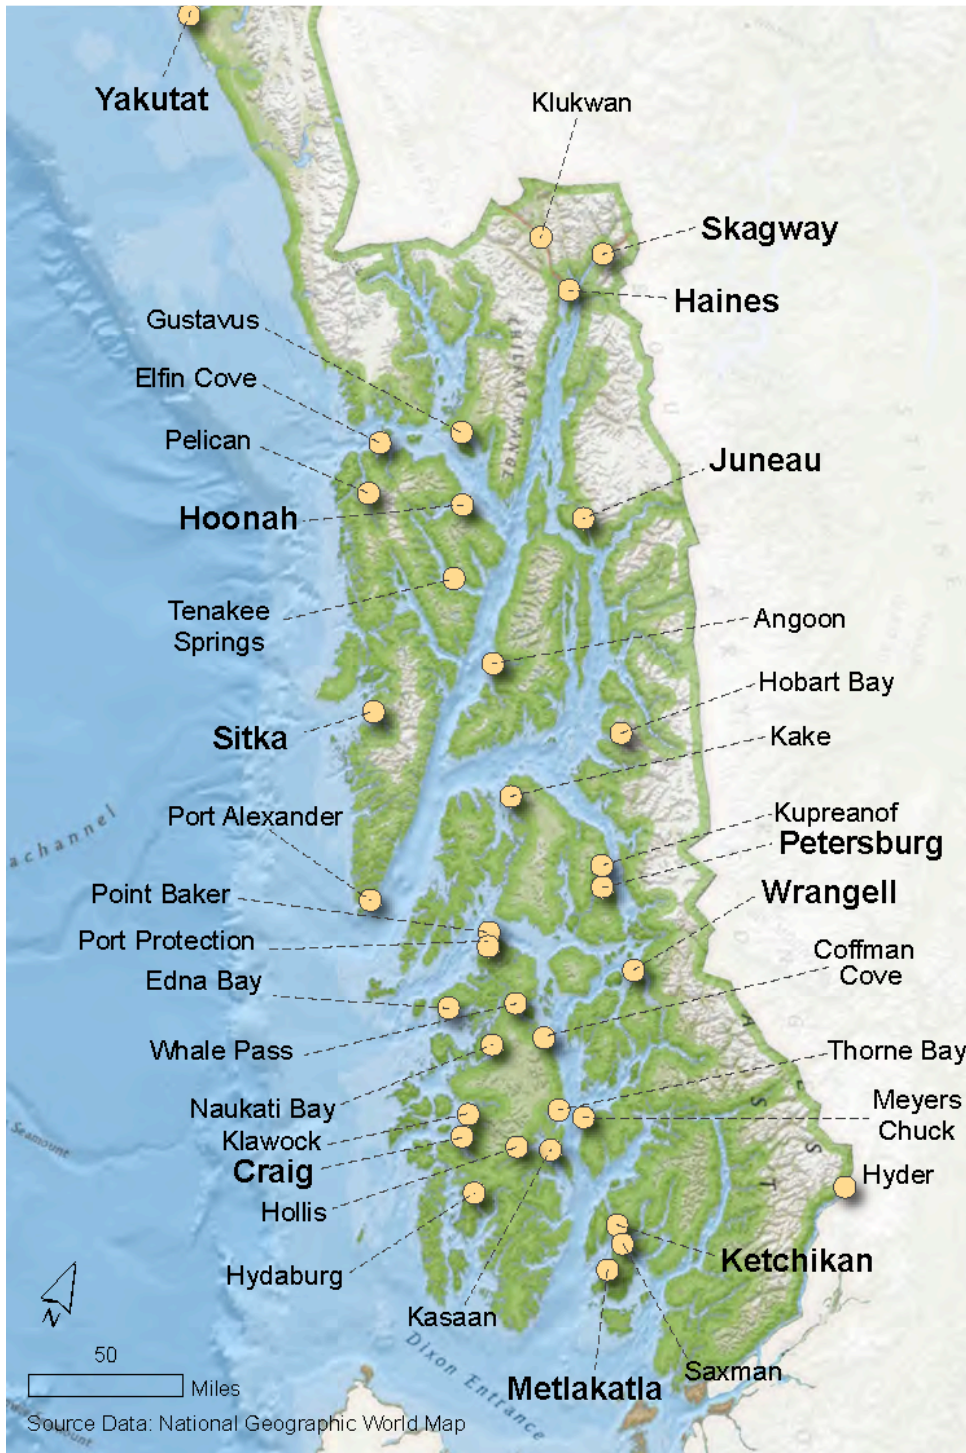 Yakutat
Klukwan
Skagway
Haines
Gustavus
Elfin Cove
Pelican
Juneau
Hoonah
Tenakee
Springs
Angoon
Hobart Bay
Sitka
Kake
Port Alexander
Kupreanof
Petersburg
Point Baker
Wrangell
Port Protection
Coffman
Cove
Edna Bay
Whale Pass
Thorne Bay
Naukati Bay
Meyers
Chuck
Klawock
Craig
Hyder
Hollis
Ketchikan
Hydaburg
Kasaan
Saxman
Metlakatla
Dixon Entrance
achannel
Seamount
N
50
Miles
Source Data: National Geographic World Map